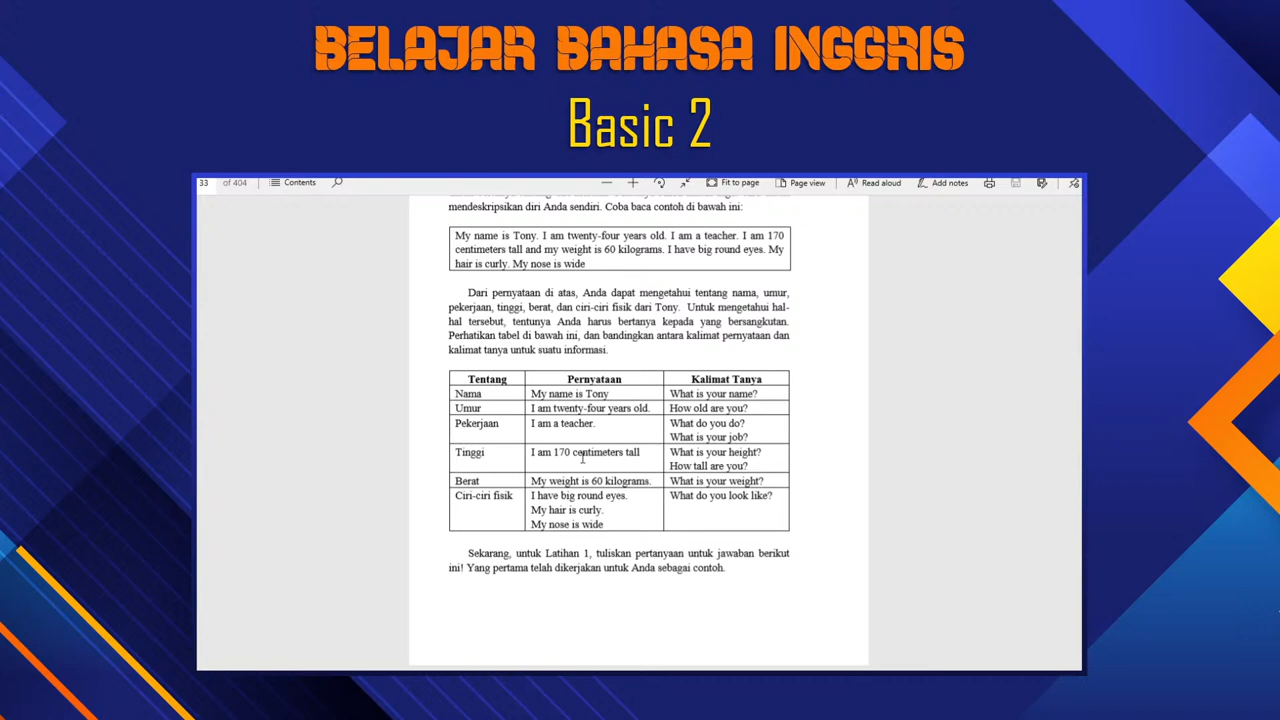 BELAJAR BAHASA INGGRIS
Basic 2
33 of 404 Contents Fit to page Page view Read aloud Add notes
mendeskripsikan diri Anda sendiri. Coba baca contoh di bawah ini:
My name is Tony. I am twenty-four years old. I am a teacher. I am 170
centimeters tall and my weight is 60 kilograms. I have big round eyes. My
hair is curly. My nose is wide
Dari pernyataan di atas, Anda dapat mengetahui tentang nama, umur,
pekerjaan, tinggi, berat, dan ciri-ciri fisik dari Tony. Untuk mengetahui hal-
hal tersebut, tentunya Anda harus bertanya kepada yang bersangkutan.
Perhatikan tabel di bawah ini, dan bandingkan antara kalimat pernyataan dan
kalimat tanya untuk suatu informasi.
Tentang Pernyataan Kalimat Tanya
Nama My name is Tony What is your name?
Umur I am twenty-four years old. How old are you?
Pekerjaan I am a teacher. What do you do?
What is your job?
Tinggi I am 170 centimeters tall What is your height?
How tall are you?
Berat My weight is 60 kilograms. What is your weight?
Ciri-ciri fisik I have big round eyes. What do you look like?
My hair is curly.
My nose is wide
Sekarang, untuk Latihan 1, tuliskan pertanyaan untuk jawaban berikut
ini! Yang pertama telah dikerjakan untuk Anda sebagai contoh.